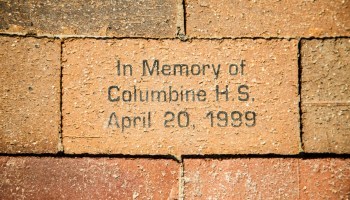 In Memory of
Columbine H.S.
April 20, 1999